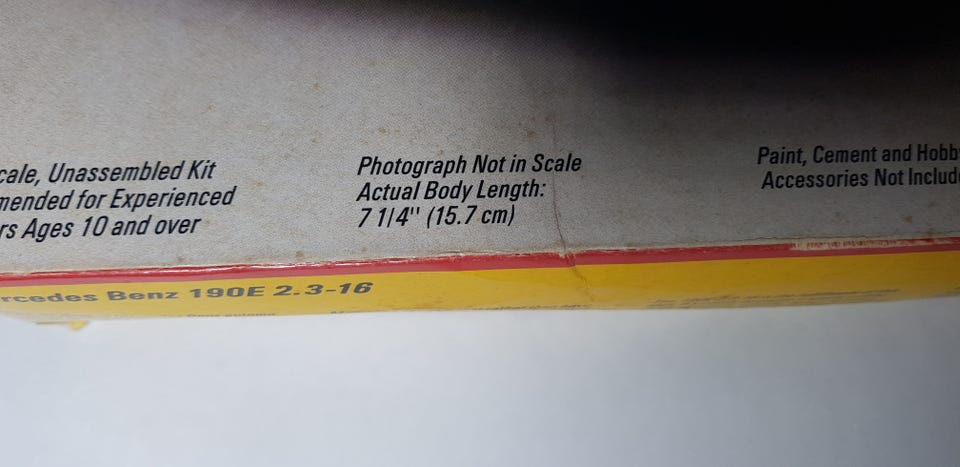 cale, Unassembled Kit
mended for Experienced
rs Ages 10 and over
Photograph Not in Scale
Actual Body Length:
7 1/4" (15.7 cm)
Paint, Cement and Hobb
Accessories Not Includ
rcedes Benz 190E 2.3-16